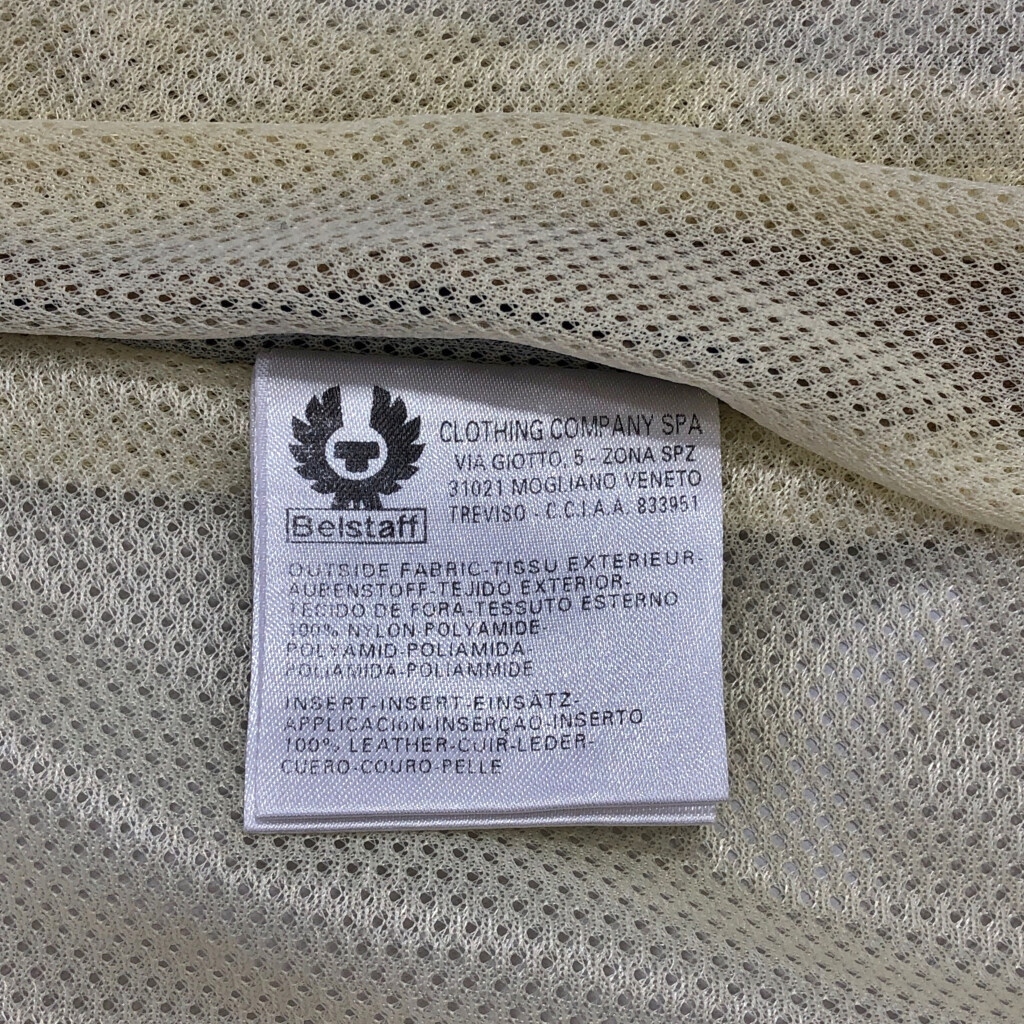 Belstaff
CLOTHING COMPANY SPA
VIA GIOTTO, 5 - ZONA SPZ
31021 MOGLIANO VENETO
TREVISO - C.C.I.A.A. 833951
OUTSIDE FABRIC-TISSU EXTERIEUR-
AUßENSTOFF-TEJIDO EXTERIOR-
TECIDO DE FORA-TESSUTO ESTERNO
100% NYLON-POLYAMIDE-
POLYAMID-POLIAMIDA-
POLIAMIDA-POLIAMMIDE
INSERT-INSERT-EINSÄTZ-
APPLICACIÓN-INSERÇAO-INSERTO
100% LEATHER-CUIR-LEDER-
CUERO-COURO-PELLE